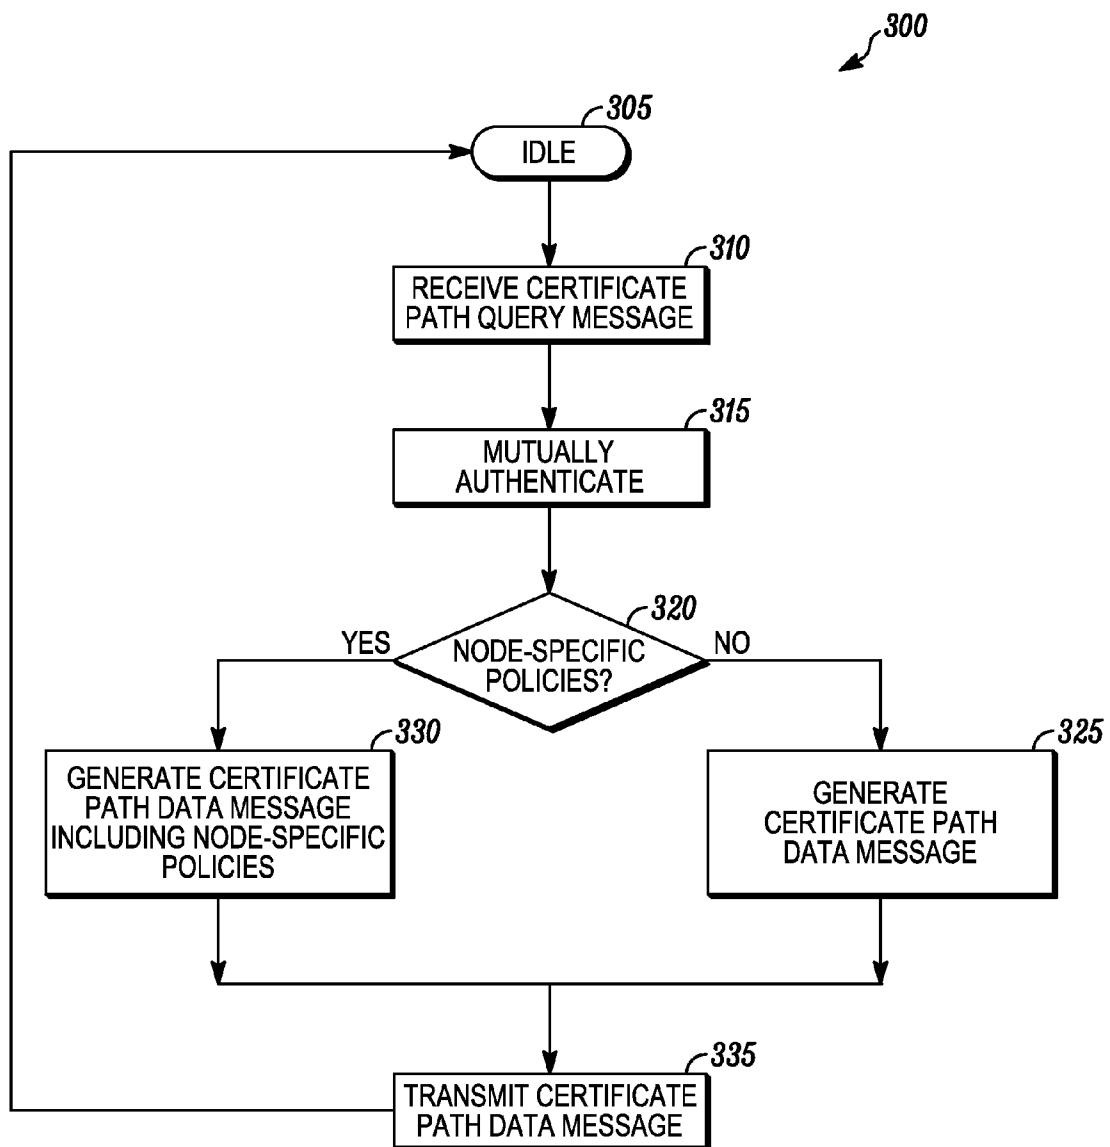 300
305
IDLE
310
RECEIVE CERTIFICATE
PATH QUERY MESSAGE
315
MUTUALLY
AUTHENTICATE
320
YES
NODE-SPECIFIC
POLICIES?
NO
330
GENERATE CERTIFICATE
PATH DATA MESSAGE
INCLUDING NODE-SPECIFIC
POLICIES
325
GENERATE
CERTIFICATE PATH
DATA MESSAGE
335
TRANSMIT CERTIFICATE
PATH DATA MESSAGE